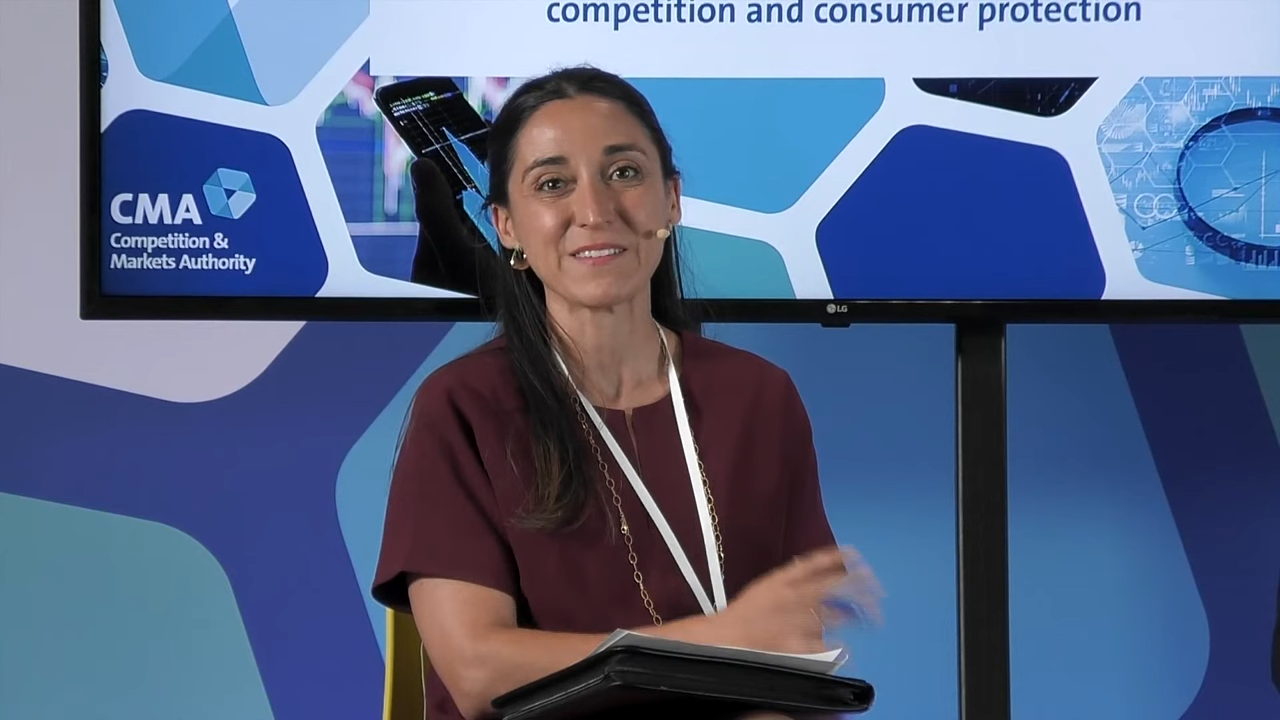 competition and consumer protection
CMA
Competition &
Markets Authority
LG